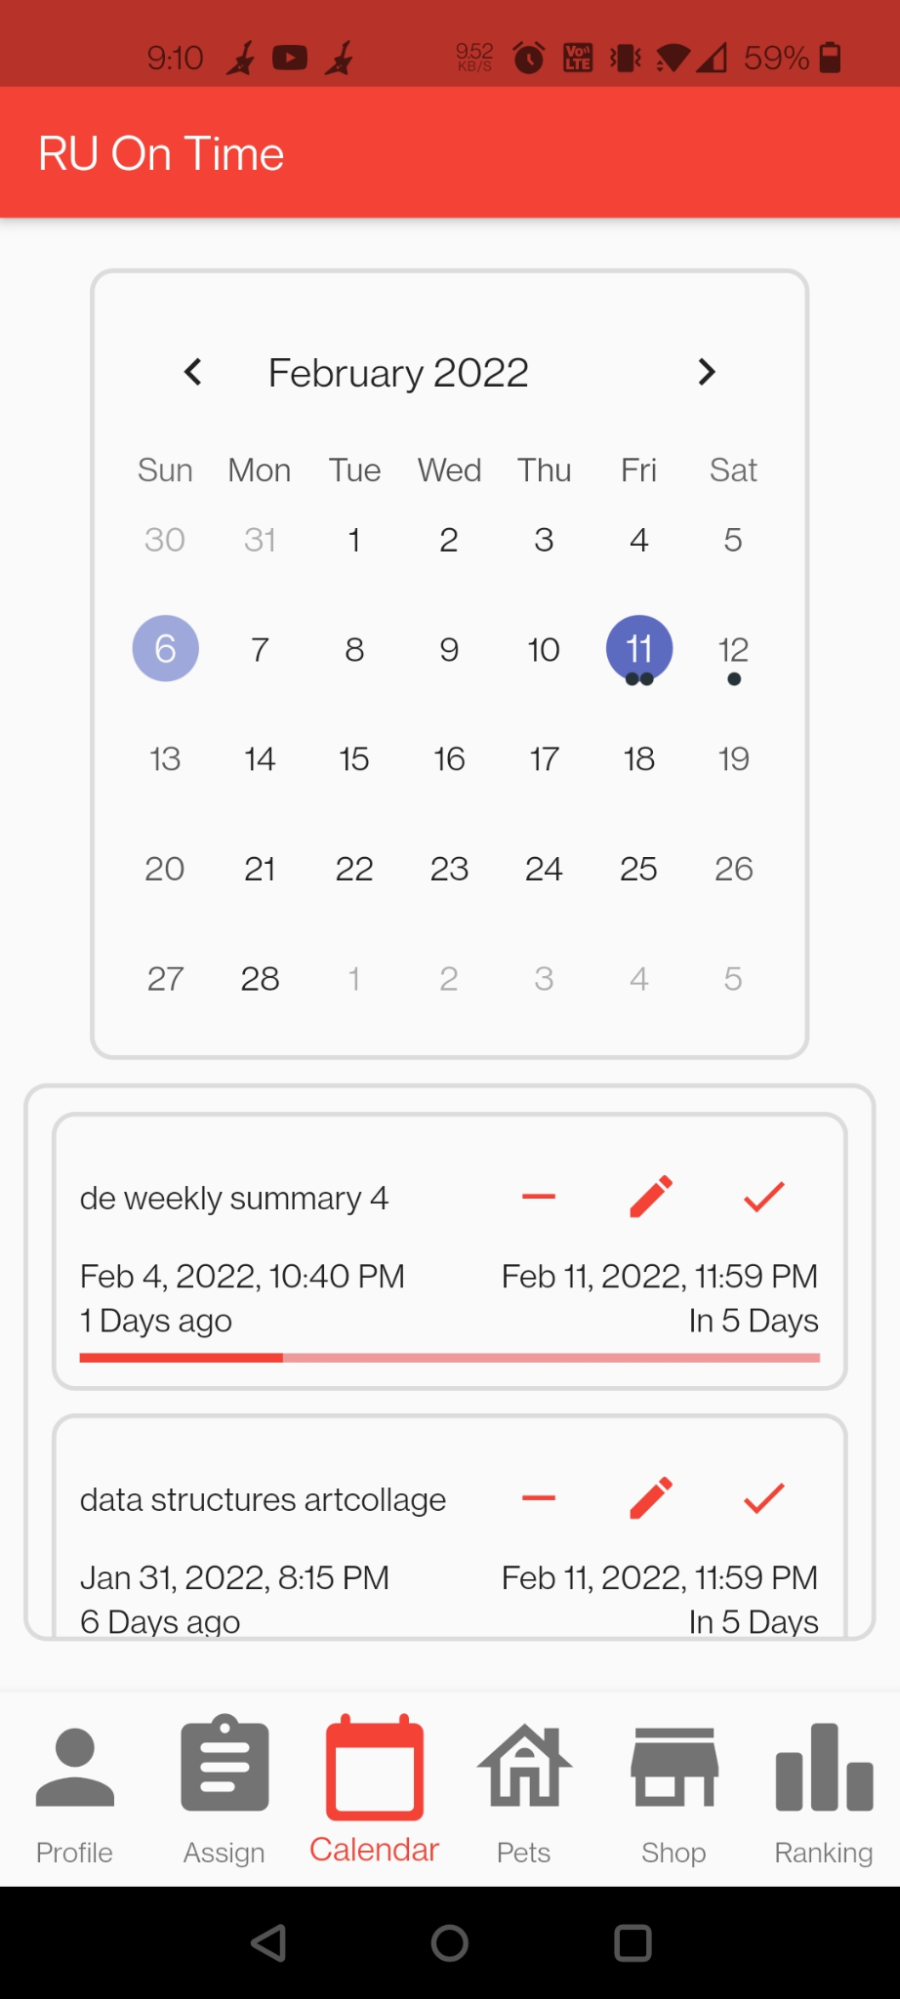 9:10 952 KB/S Vo)) LTE 59%
RU On Time
February 2022
Sun Mon Tue Wed Thu Fri Sat
30 31 1 2 3 4 5
6 7 8 9 10 11 12
13 14 15 16 17 18 19
20 21 22 23 24 25 26
27 28 1 2 3 4 5
de weekly summary 4
Feb 4, 2022, 10:40 PM Feb 11, 2022, 11:59 PM
1 Days ago In 5 Days
data structures artcollage
Jan 31, 2022, 8:15 PM Feb 11, 2022, 11:59 PM
6 Days ago In 5 Days
Profile Assign Calendar Pets Shop Ranking